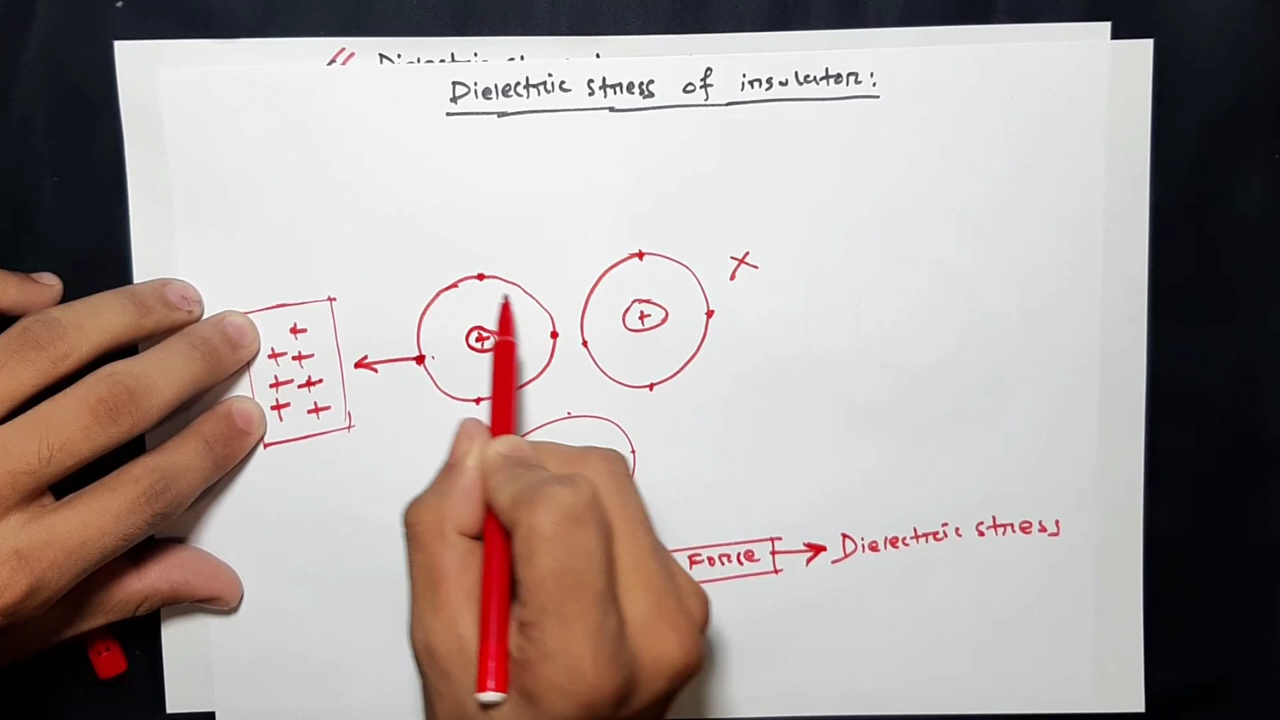 Dielectric stress of insulator:
+
+
+ +
+ +
+ +
+
+
x
Force → Dielectric stress